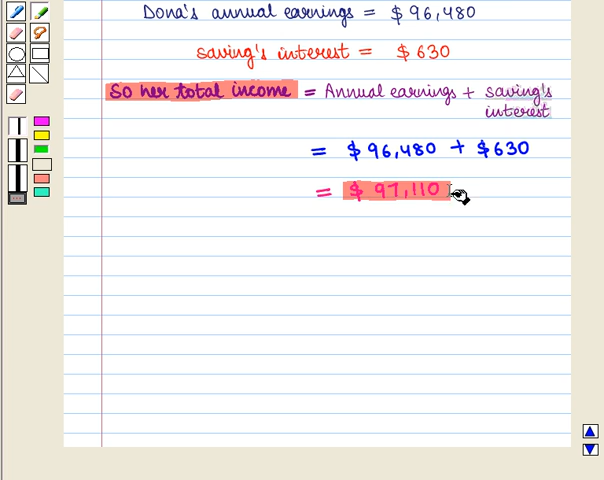 Dona's annual earnings = $96,480
saving's interest = $630
So her total income = Annual earnings + saving's
interest
= $96,480 + $630
= $97,110